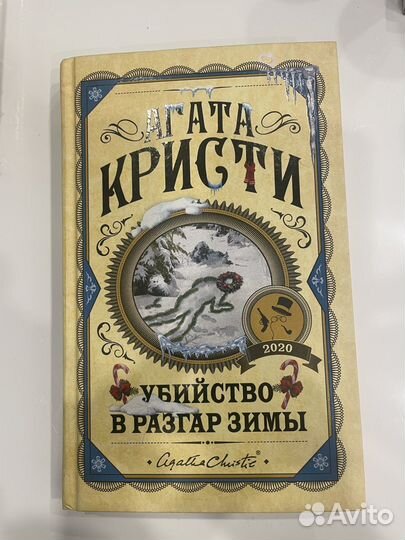 АГАТА
КРИСТИ
2020
УБИЙСТВО
В РАЗГАР ЗИМЫ
Agatha Christie®
Avito